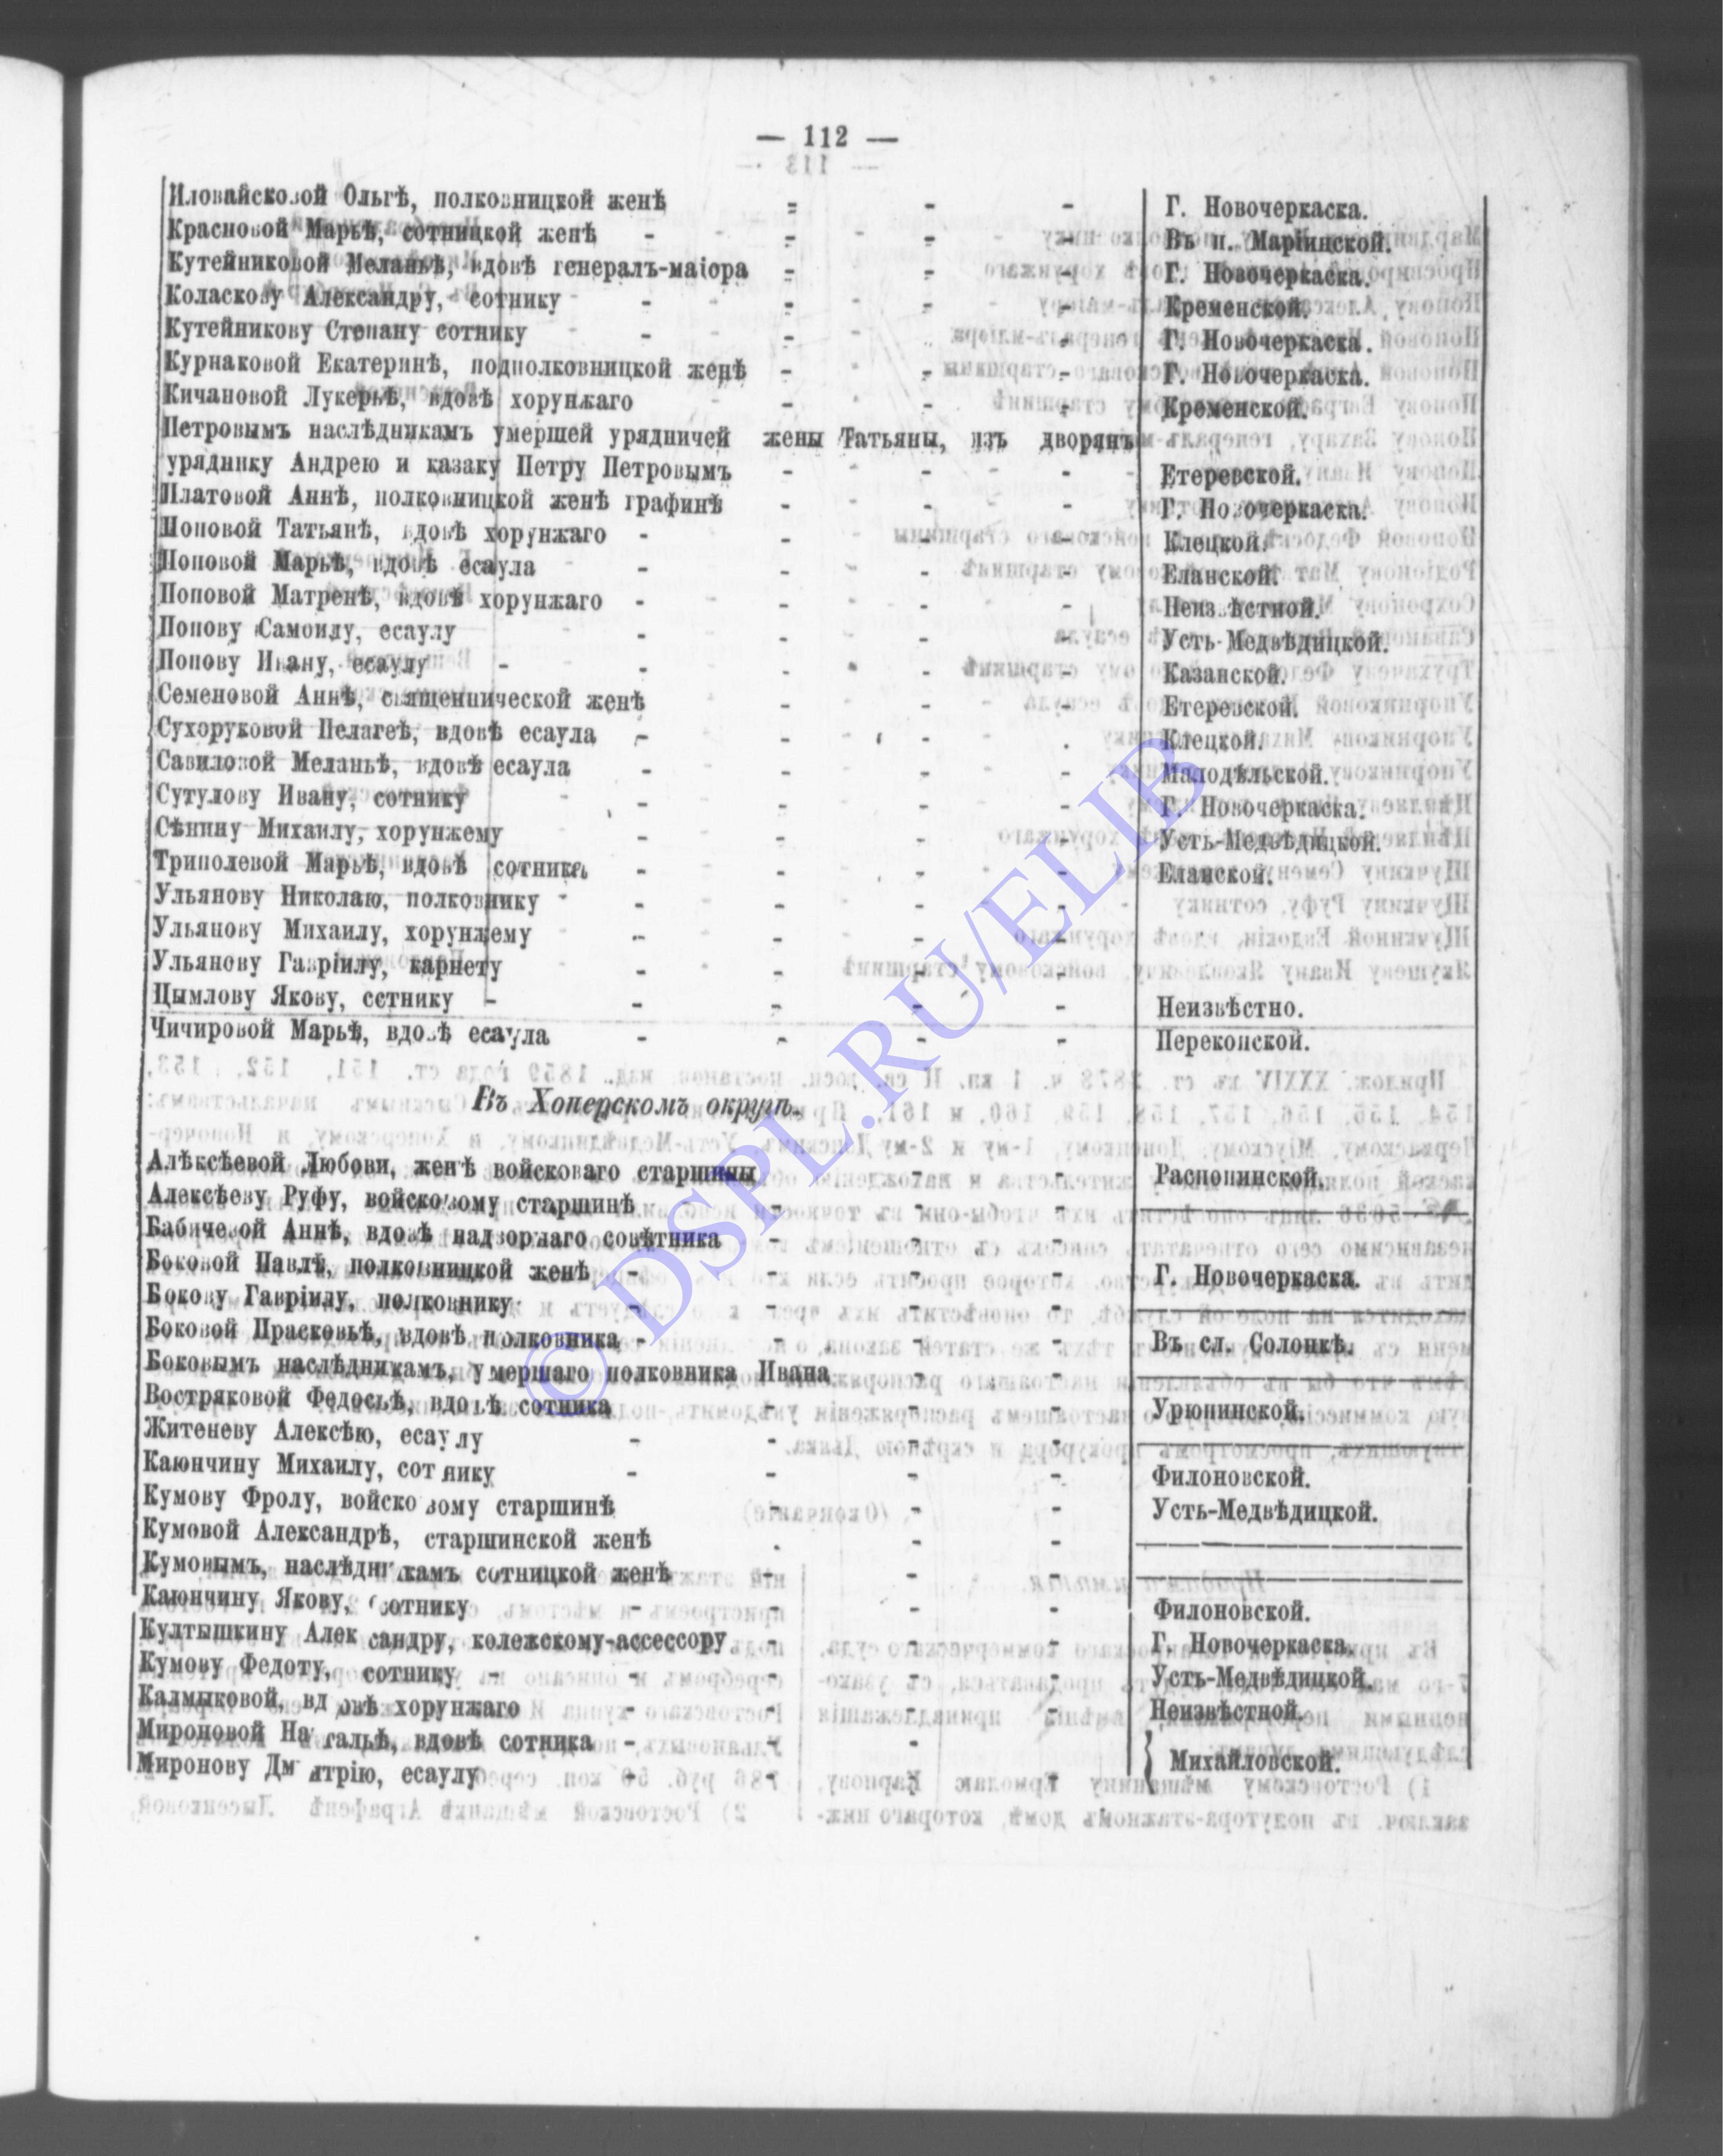 — 112 —
Иловайсковой Ольгѣ, полковницкой женѣ - - - Г. Новочеркаска.
Красновой Марьѣ, сотницкой женѣ - - - - Въ п. Маріинской.
Кутейниковой Меланьѣ, вдовѣ генералъ-маіора - - - Г. Новочеркаска.
Коласкову Александру, сотнику - - - - Кременской.
Кутейникову Степану сотнику - - - - Г. Новочеркаска.
Курнаковой Екатеринѣ, подполковницкой женѣ - - - Г. Новочеркаска.
Кичановой Лукерьѣ, вдовѣ хорунжаго - - - Кременской.
Петровымъ наслѣдникамъ умершей урядничей жены Татьяны, изъ дворянъ
уряднику Андрею и казаку Петру Петровымъ - - - Етеревской.
Платовой Аннѣ, полковницкой женѣ графинѣ - - - Г. Новочеркаска.
Поповой Татьянѣ, вдовѣ хорунжаго - - - - Клецкой.
Поповой Марьѣ, вдовѣ есаула - - - - Еланской.
Поповой Матренѣ, вдовѣ хорунжаго - - - - Неизвѣстной.
Попову Самоилу, есаулу - - - - Усть-Медвѣдицкой.
Попову Ивану, есаулу - - - - - Казанской.
Семеновой Аннѣ, священнической женѣ - - - Етеревской.
Сухоруковой Пелагеѣ, вдовѣ есаула - - - - Клецкой.
Савиловой Меланьѣ, вдовѣ есаула - - - - Малодѣльской.
Сутулову Ивану, сотнику - - - - Г. Новочеркаска.
Сѣнину Михаилу, хорунжему - - - - Усть-Медвѣдицкой.
Триполевой Марьѣ, вдовѣ сотника - - - - Еланской.
Ульянову Николаю, полковнику - - - -
Ульянову Михаилу, хорунжему - - - -
Ульянову Гавріилу, карнету - - - -
Цымлову Якову, сотнику - - - - - Неизвѣстно.
Чичировой Марьѣ, вдовѣ есаула - - - - Перекопской.
Въ Хоперскомъ округѣ.
Алѣксѣевой Любови, женѣ войсковаго старшины - - Распопинской.
Алексѣеву Руфу, войсковому старшинѣ - - - ———
Бабичевой Аннѣ, вдовѣ надворнаго совѣтника - - -
Боковой Павлѣ, полковницкой женѣ - - - - Г. Новочеркаска.
Бокову Гавріилу, полковнику - - - - ———
Боковой Прасковьѣ, вдовѣ полковника - - - - Въ сл. Солонкѣ.
Боковымъ наслѣдникамъ, умершаго полковника Ивана - - ———
Востряковой Федосьѣ, вдовѣ сотника - - - Урюпинской.
Житеневу Алексѣю, есаулу - - - - ———
Каюнчину Михаилу, сотнику - - - - Филоновской.
Кумову Фролу, войсковому старшинѣ - - - Усть-Медвѣдицкой.
Кумовой Александрѣ, старшинской женѣ - - - ———
Кумовымъ, наслѣдникамъ сотницкой женѣ - - - ———
Каюнчину Якову, сотнику - - - - Филоновской.
Култышкину Александру, колежскому-ассессору - - - Г. Новочеркаска.
Кумову Федоту, сотнику - - - - - Усть-Медвѣдицкой.
Калмыковой, вдовѣ хорунжаго - - - - Неизвѣстной.
Мироновой Натальѣ, вдовѣ сотника - - - -
Миронову Дмитрію, есаулу - - - - } Михайловской.
© DSPL.RU/ELIB